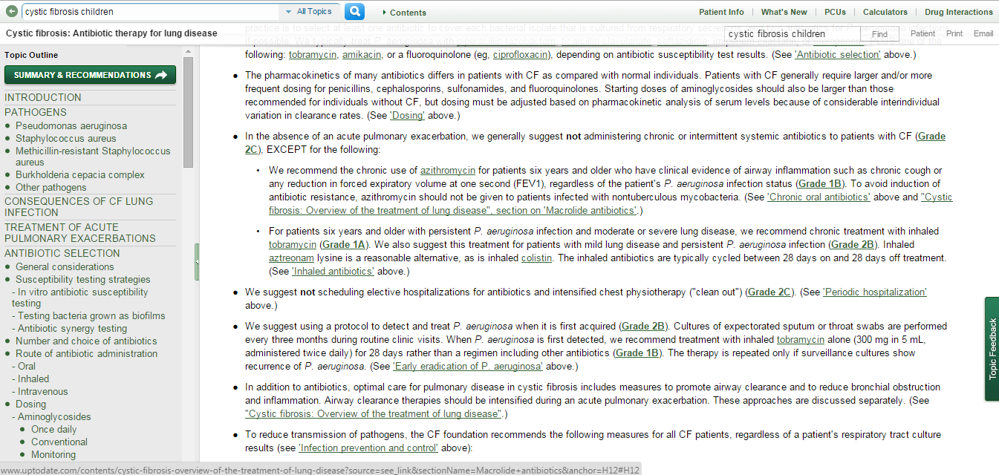 cystic fibrosis children
All Topics
Contents
Patient Info
What's New
PCUs
Calculators
Drug Interactions
Cystic fibrosis: Antibiotic therapy for lung disease
cystic fibrosis children
Find
Patient
Print
Email
Topic Outline
SUMMARY & RECOMMENDATIONS
INTRODUCTION
PATHOGENS
Pseudomonas aeruginosa
Staphylococcus aureus
Methicillin-resistant Staphylococcus
aureus
Burkholderia cepacia complex
Other pathogens
CONSEQUENCES OF CF LUNG
INFECTION
TREATMENT OF ACUTE
PULMONARY EXACERBATIONS
ANTIBIOTIC SELECTION
General considerations
Susceptibility testing strategies
- In vitro antibiotic susceptibility
testing
- Testing bacteria grown as biofilms
- Antibiotic synergy testing
Number and choice of antibiotics
Route of antibiotic administration
- Oral
- Inhaled
- Intravenous
Dosing
- Aminoglycosides
Once daily
Conventional
Monitoring
practice is to select at least one antibiotic to cover each bacterial isolate that is cultured from respiratory
following: tobramycin, amikacin, or a fluoroquinolone (eg, ciprofloxacin), depending on antibiotic susceptibility test results. (See 'Antibiotic selection' above.)
The pharmacokinetics of many antibiotics differs in patients with CF as compared with normal individuals. Patients with CF generally require larger and/or more
frequent dosing for penicillins, cephalosporins, sulfonamides, and fluoroquinolones. Starting doses of aminoglycosides should also be larger than those
recommended for individuals without CF, but dosing must be adjusted based on pharmacokinetic analysis of serum levels because of considerable interindividual
variation in clearance rates. (See 'Dosing' above.)
In the absence of an acute pulmonary exacerbation, we generally suggest not administering chronic or intermittent systemic antibiotics to patients with CF (Grade
2C), EXCEPT for the following:
We recommend the chronic use of azithromycin for patients six years and older who have clinical evidence of airway inflammation such as chronic cough or
any reduction in forced expiratory volume at one second (FEV1), regardless of the patient's P. aeruginosa infection status (Grade 1B). To avoid induction of
antibiotic resistance, azithromycin should not be given to patients infected with nontuberculous mycobacteria. (See 'Chronic oral antibiotics' above and "Cystic
fibrosis: Overview of the treatment of lung disease", section on 'Macrolide antibiotics'.)
For patients six years and older with persistent P. aeruginosa infection and moderate or severe lung disease, we recommend chronic treatment with inhaled
tobramycin (Grade 1A). We also suggest this treatment for patients with mild lung disease and persistent P. aeruginosa infection (Grade 2B). Inhaled
aztreonam lysine is a reasonable alternative, as is inhaled colistin. The inhaled antibiotics are typically cycled between 28 days on and 28 days off treatment.
(See 'Inhaled antibiotics' above.)
We suggest not scheduling elective hospitalizations for antibiotics and intensified chest physiotherapy ("clean out") (Grade 2C). (See 'Periodic hospitalization'
above.)
We suggest using a protocol to detect and treat P. aeruginosa when it is first acquired (Grade 2B). Cultures of expectorated sputum or throat swabs are performed
every three months during routine clinic visits. When P. aeruginosa is first detected, we recommend treatment with inhaled tobramycin alone (300 mg in 5 mL,
administered twice daily) for 28 days rather than a regimen including other antibiotics (Grade 1B). The therapy is repeated only if surveillance cultures show
recurrence of P. aeruginosa. (See 'Early eradication of P. aeruginosa' above.)
In addition to antibiotics, optimal care for pulmonary disease in cystic fibrosis includes measures to promote airway clearance and to reduce bronchial obstruction
and inflammation. Airway clearance therapies should be intensified during an acute pulmonary exacerbation. These approaches are discussed separately. (See
"Cystic fibrosis: Overview of the treatment of lung disease".)
To reduce transmission of pathogens, the CF foundation recommends the following measures for all CF patients, regardless of a patient's respiratory tract culture
results (see 'Infection prevention and control' above):
Topic Feedback
www.uptodate.com/contents/cystic-fibrosis-overview-of-the-treatment-of-lung-disease?source=see_link&sectionName=Macrolide+antibiotics&anchor=H12#H12